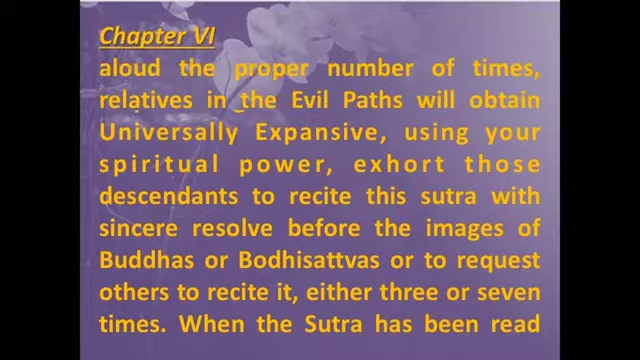 Chapter VI
aloud the proper number of times,
relatives in the Evil Paths will obtain
Universally Expansive, using your
spiritual power, exhort those
descendants to recite this sutra with
sincere resolve before the images of
Buddhas or Bodhisattvas or to request
others to recite it, either three or seven
times. When the Sutra has been read